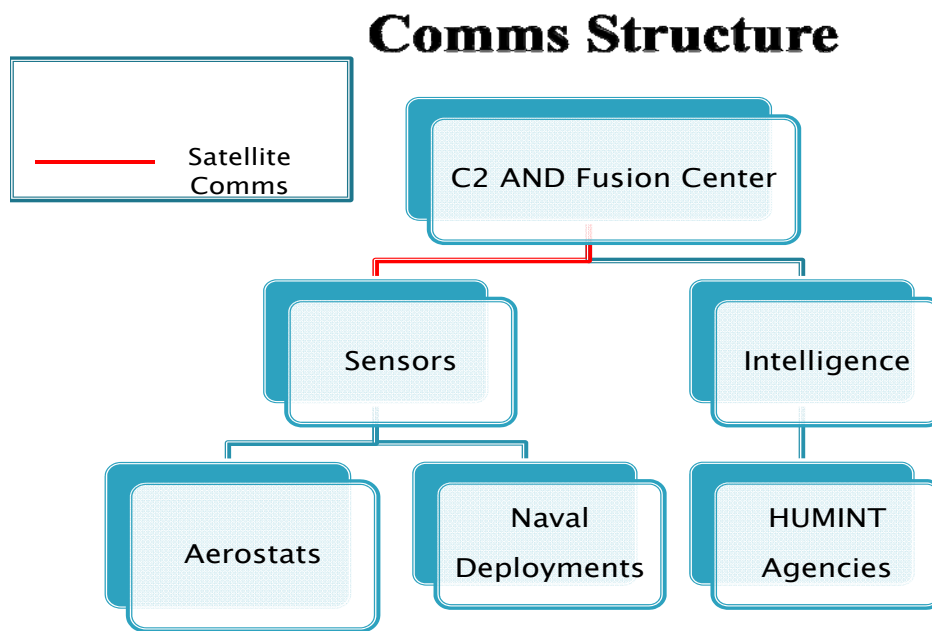 Comms Structure
Satellite
Comms
C2 AND Fusion Center
Sensors
Intelligence
Aerostats
Naval
Deployments
HUMINT
Agencies